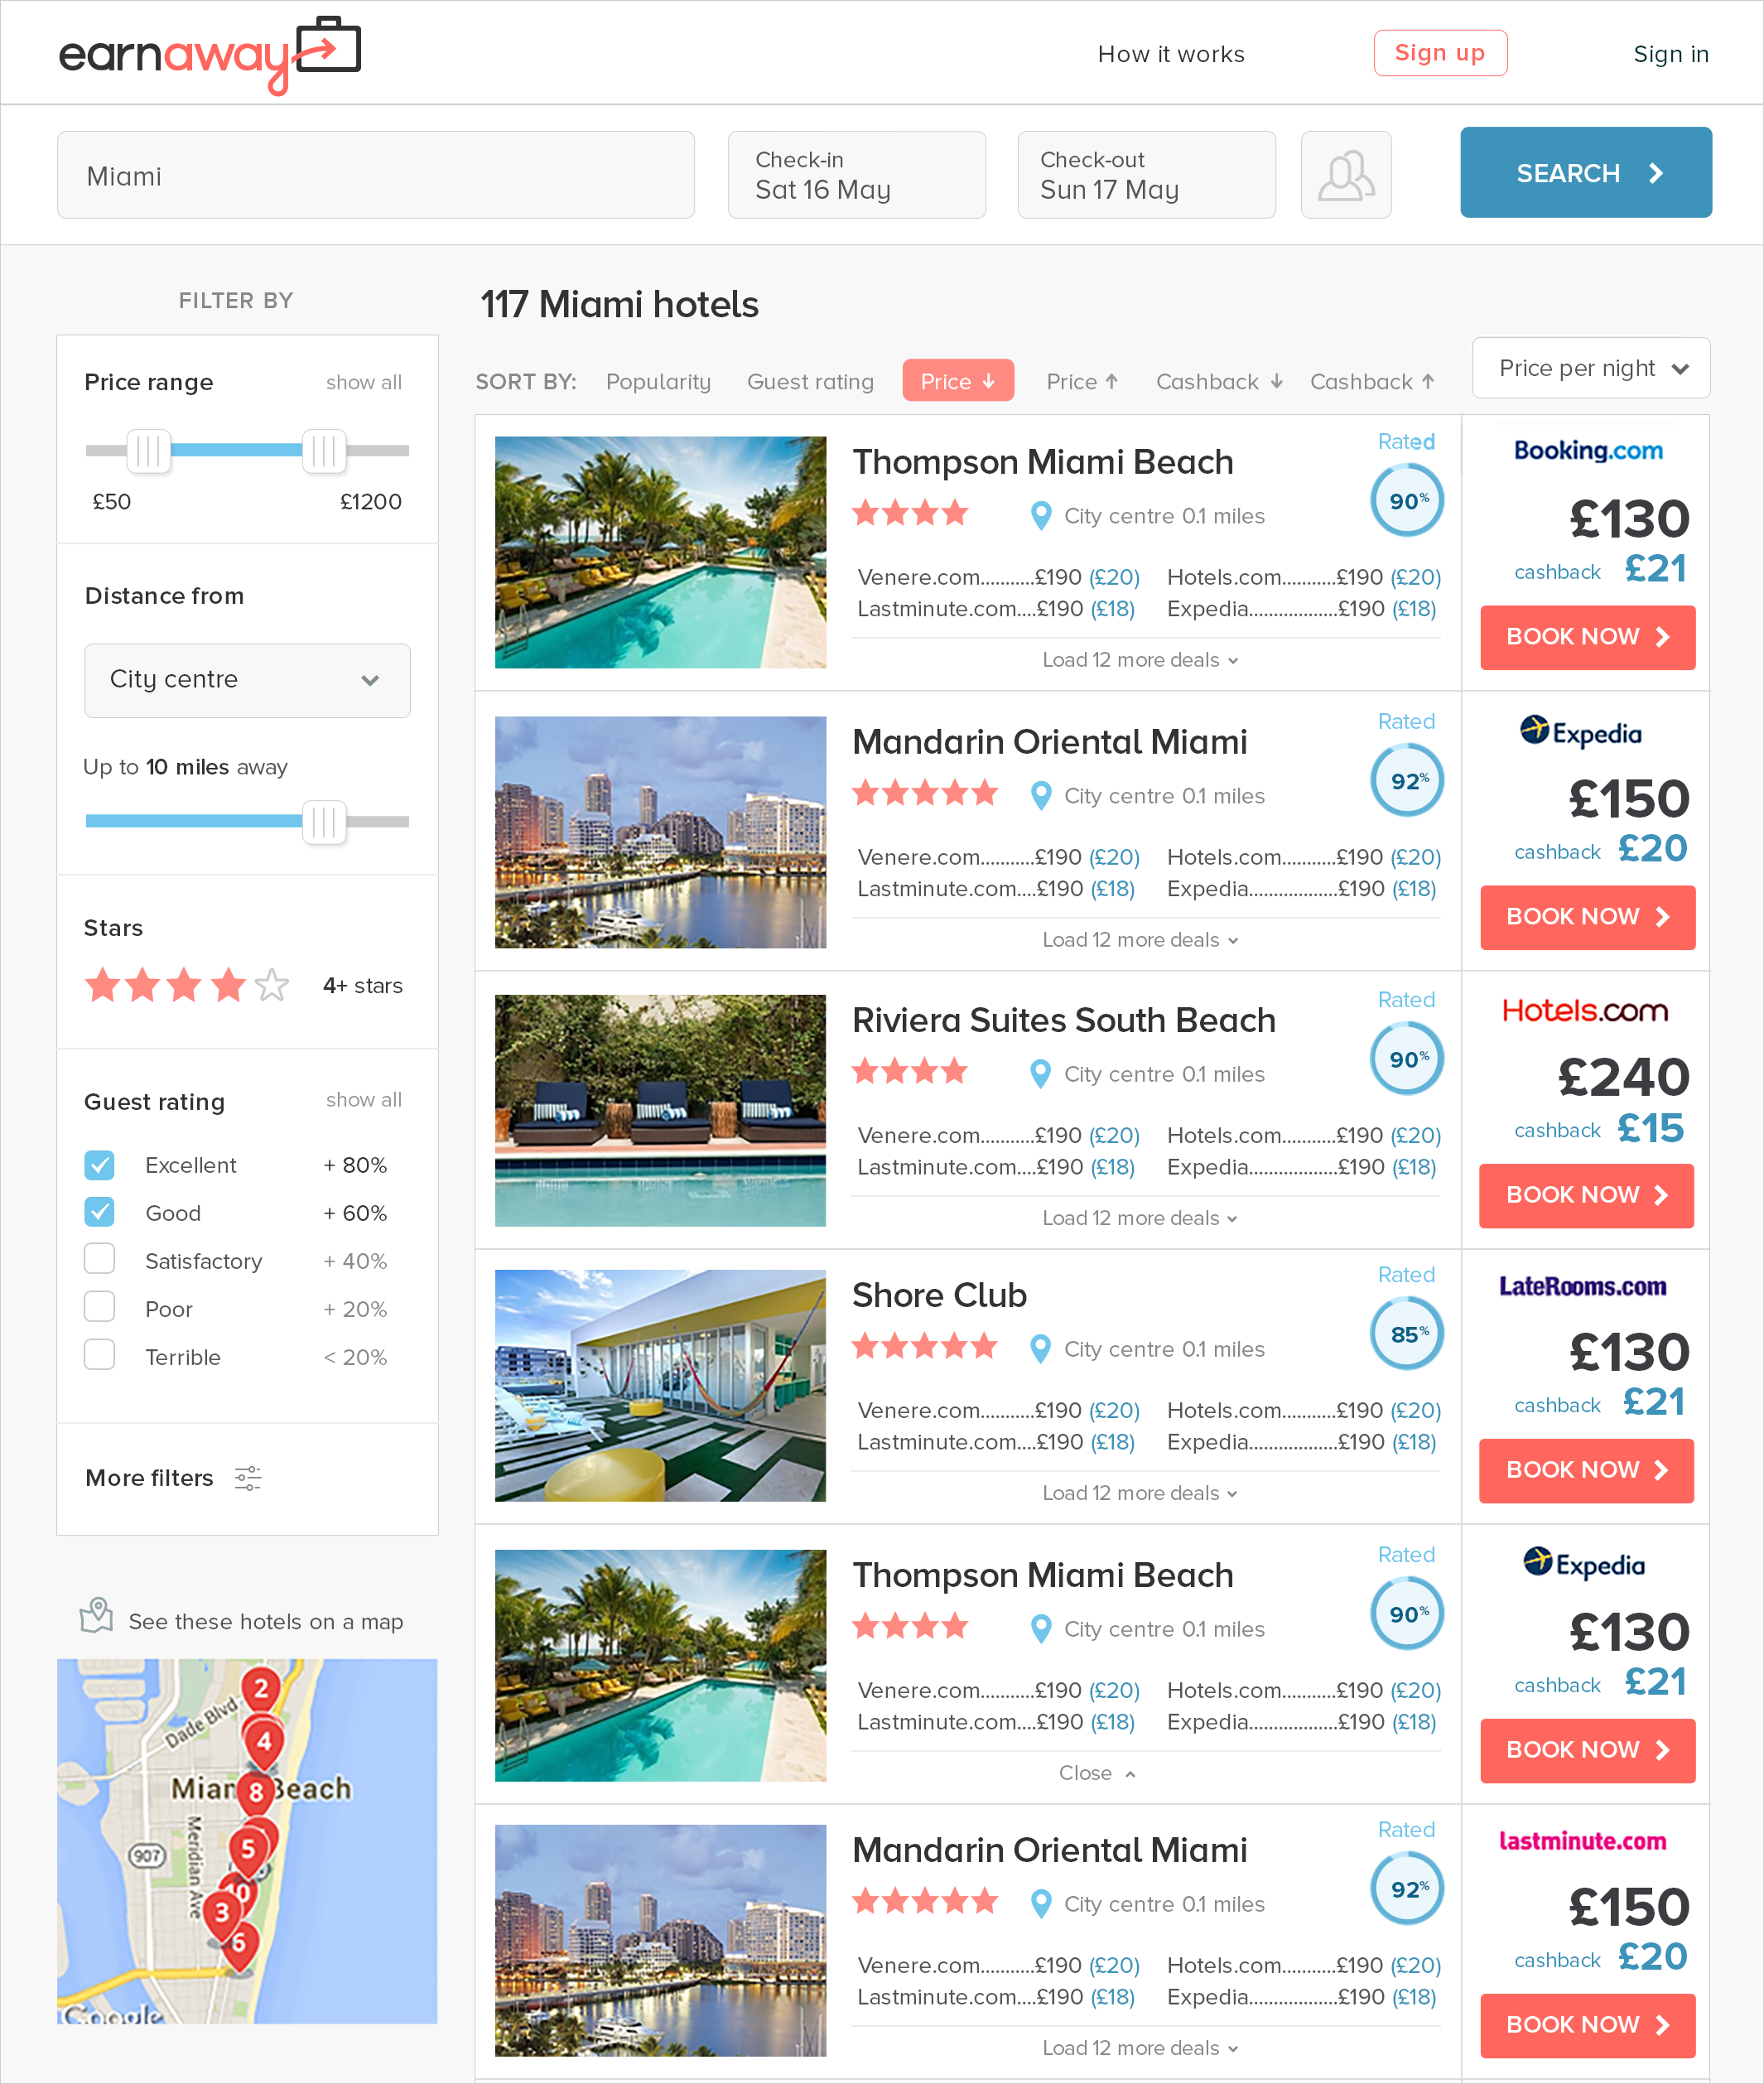 earnaway
How it works
Sign up
Sign in
Miami
Check-in
Sat 16 May
Check-out
Sun 17 May
SEARCH
FILTER BY
Price range
show all
£50
£1200
Distance from
City centre
Up to 10 miles away
Stars
4+ stars
Guest rating
show all
Excellent + 80%
Good + 60%
Satisfactory + 40%
Poor + 20%
Terrible < 20%
More filters
See these hotels on a map
2
Dade Blvd
4
Miami Beach
8
Meridian Ave
5
907
10
3
6
Google
117 Miami hotels
SORT BY: Popularity Guest rating Price ↓ Price ↑ Cashback ↓ Cashback ↑
Price per night
Thompson Miami Beach
Rated
90%
City centre 0.1 miles
Venere.com..........£190 (£20) Hotels.com..........£190 (£20)
Lastminute.com....£190 (£18) Expedia..................£190 (£18)
Load 12 more deals
Booking.com
£130
cashback £21
BOOK NOW
Mandarin Oriental Miami
Rated
92%
City centre 0.1 miles
Venere.com..........£190 (£20) Hotels.com..........£190 (£20)
Lastminute.com....£190 (£18) Expedia..................£190 (£18)
Load 12 more deals
Expedia
£150
cashback £20
BOOK NOW
Riviera Suites South Beach
Rated
90%
City centre 0.1 miles
Venere.com..........£190 (£20) Hotels.com..........£190 (£20)
Lastminute.com....£190 (£18) Expedia..................£190 (£18)
Load 12 more deals
Hotels.com
£240
cashback £15
BOOK NOW
Shore Club
Rated
85%
City centre 0.1 miles
Venere.com..........£190 (£20) Hotels.com..........£190 (£20)
Lastminute.com....£190 (£18) Expedia..................£190 (£18)
Load 12 more deals
LateRooms.com
£130
cashback £21
BOOK NOW
Thompson Miami Beach
Rated
90%
City centre 0.1 miles
Venere.com..........£190 (£20) Hotels.com..........£190 (£20)
Lastminute.com....£190 (£18) Expedia..................£190 (£18)
Close
Expedia
£130
cashback £21
BOOK NOW
Mandarin Oriental Miami
Rated
92%
City centre 0.1 miles
Venere.com..........£190 (£20) Hotels.com..........£190 (£20)
Lastminute.com....£190 (£18) Expedia..................£190 (£18)
Load 12 more deals
lastminute.com
£150
cashback £20
BOOK NOW